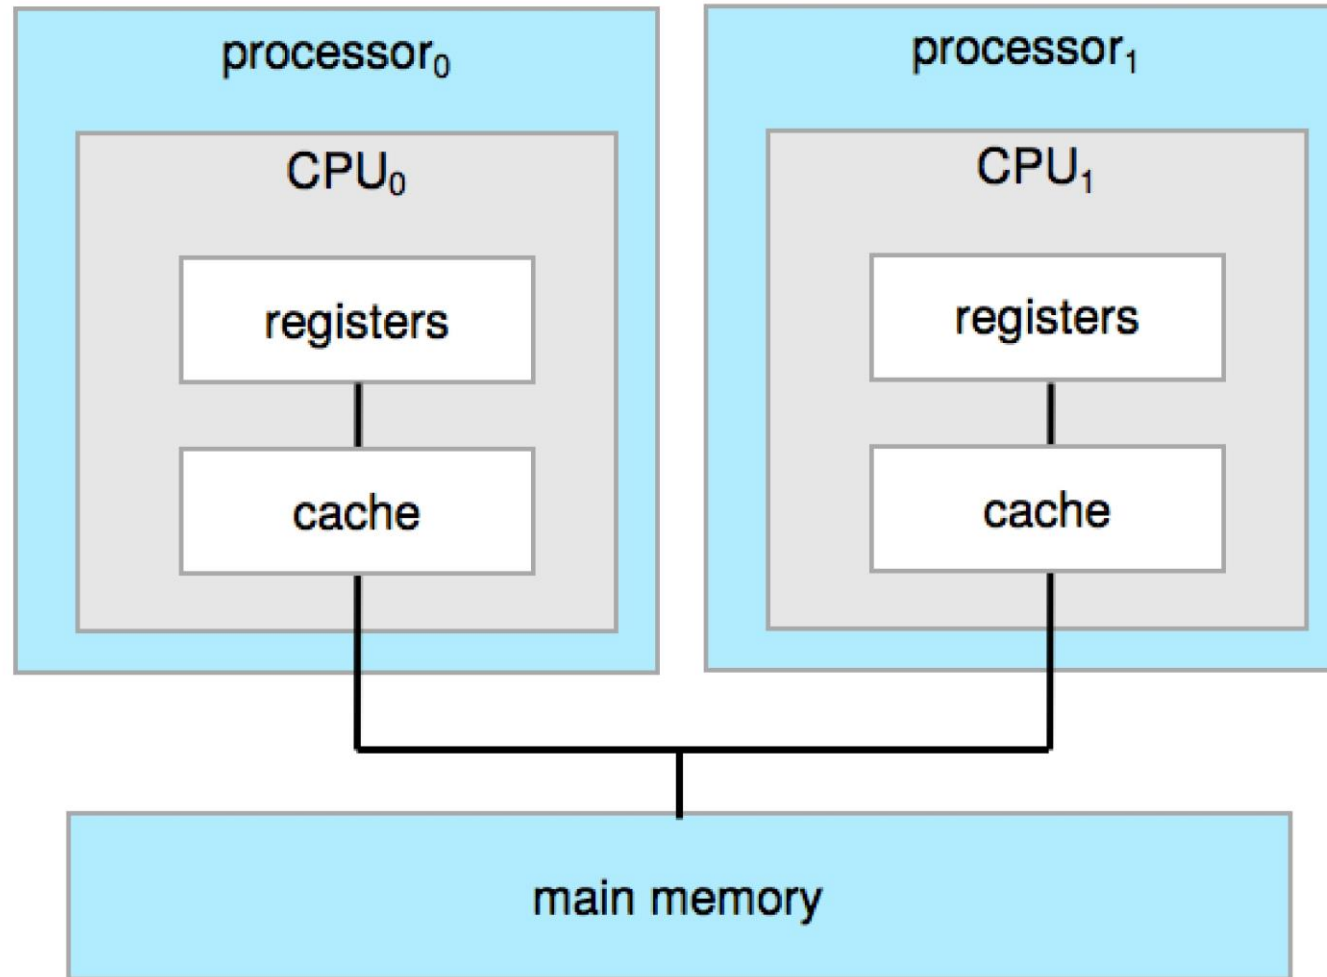 processor₀
CPU₀
registers
cache
processor₁
CPU₁
registers
cache
main memory